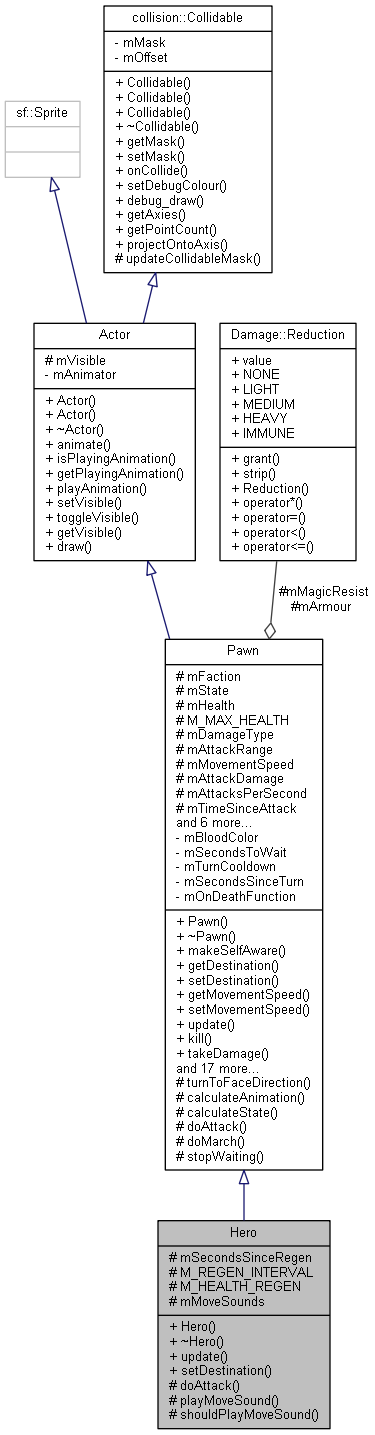 collision::Collidable
- mMask
- mOffset
+ Collidable()
+ Collidable()
+ Collidable()
+ ~Collidable()
+ getMask()
+ setMask()
+ onCollide()
+ setDebugColour()
+ debug_draw()
+ getAxies()
+ getPointCount()
+ projectOntoAxis()
# updateCollidableMask()
sf::Sprite
Actor
# mVisible
- mAnimator
+ Actor()
+ Actor()
+ ~Actor()
+ animate()
+ isPlayingAnimation()
+ getPlayingAnimation()
+ playAnimation()
+ setVisible()
+ toggleVisible()
+ getVisible()
+ draw()
Damage::Reduction
+ value
+ NONE
+ LIGHT
+ MEDIUM
+ HEAVY
+ IMMUNE
+ grant()
+ strip()
+ Reduction()
+ operator*()
+ operator=()
+ operator<()
+ operator<=()
#mMagicResist
#mArmour
Pawn
# mFaction
# mState
# mHealth
# M_MAX_HEALTH
# mDamageType
# mAttackRange
# mMovementSpeed
# mAttackDamage
# mAttacksPerSecond
# mTimeSinceAttack
and 6 more...
- mBloodColor
- mSecondsToWait
- mTurnCooldown
- mSecondsSinceTurn
- mOnDeathFunction
+ Pawn()
+ ~Pawn()
+ makeSelfAware()
+ getDestination()
+ setDestination()
+ getMovementSpeed()
+ setMovementSpeed()
+ update()
+ kill()
+ takeDamage()
and 17 more...
# turnToFaceDirection()
# calculateAnimation()
# calculateState()
# doAttack()
# doMarch()
# stopWaiting()
Hero
# mSecondsSinceRegen
# M_REGEN_INTERVAL
# M_HEALTH_REGEN
# mMoveSounds
+ Hero()
+ ~Hero()
+ update()
+ setDestination()
# doAttack()
# playMoveSound()
# shouldPlayMoveSound()